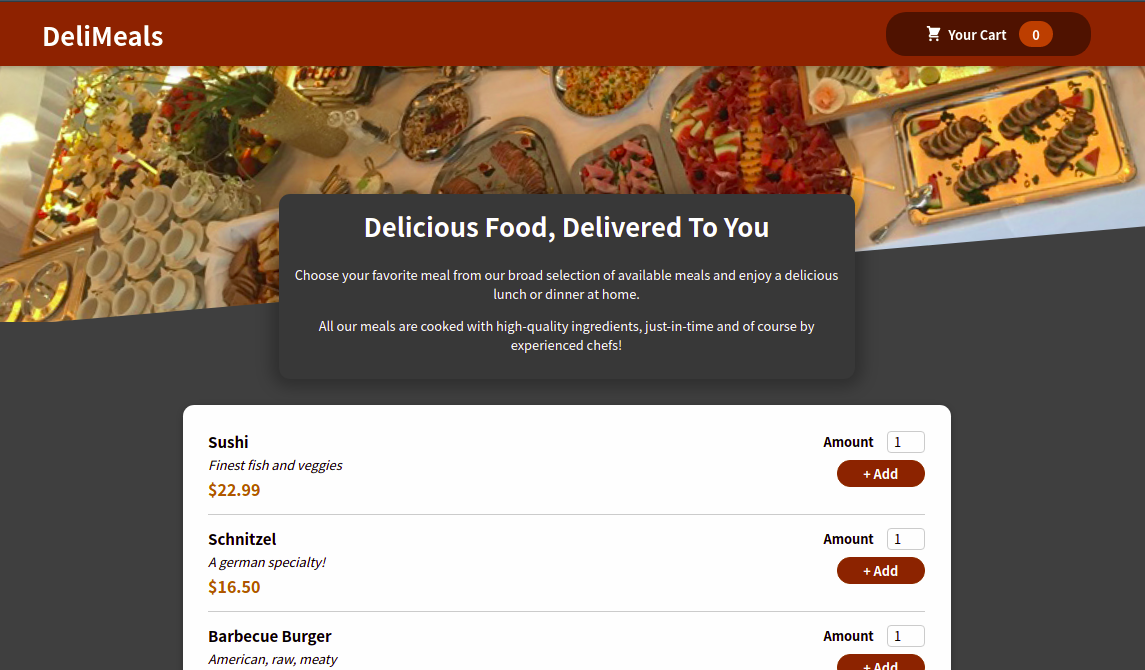 DeliMeals
Your Cart 0
Delicious Food, Delivered To You
Choose your favorite meal from our broad selection of available meals and enjoy a delicious
lunch or dinner at home.
All our meals are cooked with high-quality ingredients, just-in-time and of course by
experienced chefs!
Sushi
Amount 1
Finest fish and veggies
+ Add
$22.99
Schnitzel
Amount 1
A german specialty!
+ Add
$16.50
Barbecue Burger
Amount 1
American, raw, meaty
+ Add